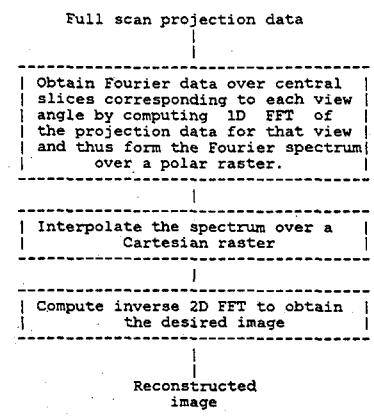 Full scan projection data
Obtain Fourier data over central
slices corresponding to each view
angle by computing 1D FFT of
the projection data for that view
and thus form the Fourier spectrum
over a polar raster.
Interpolate the spectrum over a
Cartesian raster
Compute inverse 2D FFT to obtain
the desired image
Reconstructed
image